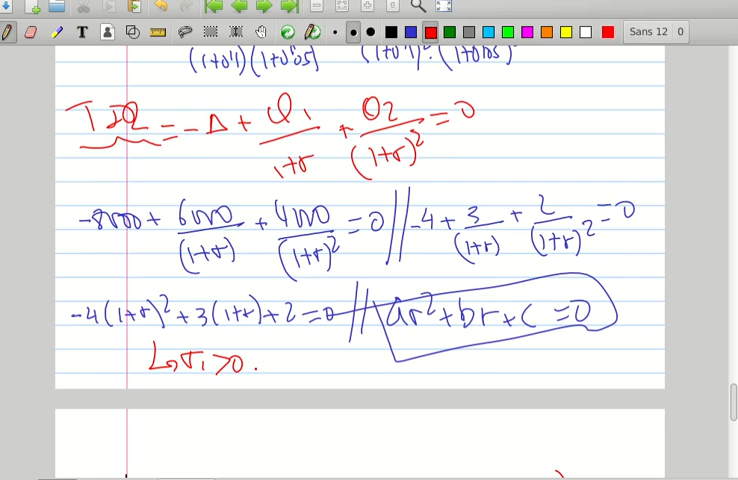 Sans 12 0
(1+0'1)(1+0'05) (1+0'1)². (1+0'05)
TIR = -A + Q1/(1+r) + Q2/(1+r)² = 0
-8000 + 6000/(1+r) + 4000/(1+r)² = 0 // -4 + 3/(1+r) + 2/(1+r)² = 0
-4(1+r)² + 3(1+r) + 2 = 0 // ar² + br + c = 0
r1 > 0.